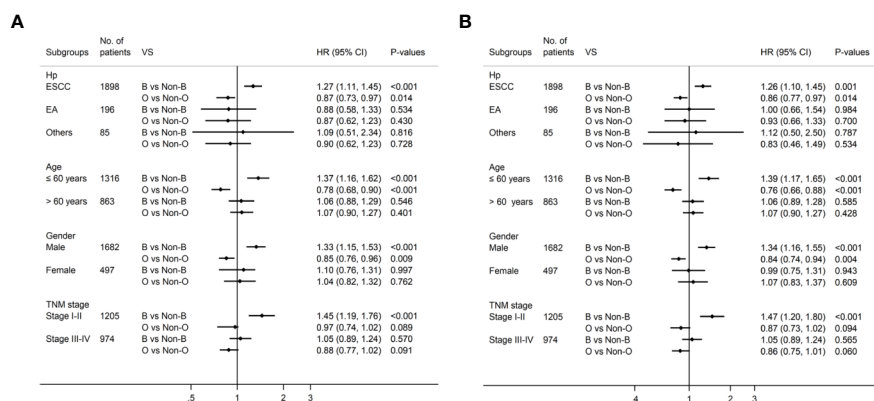 A
No. of
Subgroups patients VS HR (95% CI) P-values
Hp
ESCC 1898 B vs Non-B 1.27 (1.11, 1.45) <0.001
O vs Non-O 0.87 (0.73, 0.97) 0.014
EA 196 B vs Non-B 0.88 (0.58, 1.33) 0.534
O vs Non-O 0.87 (0.62, 1.23) 0.430
Others 85 B vs Non-B 1.09 (0.51, 2.34) 0.816
O vs Non-O 0.90 (0.62, 1.23) 0.728
Age
≤ 60 years 1316 B vs Non-B 1.37 (1.16, 1.62) <0.001
O vs Non-O 0.78 (0.68, 0.90) <0.001
> 60 years 863 B vs Non-B 1.06 (0.88, 1.29) 0.546
O vs Non-O 1.07 (0.90, 1.27) 0.401
Gender
Male 1682 B vs Non-B 1.33 (1.15, 1.53) <0.001
O vs Non-O 0.85 (0.76, 0.96) 0.009
Female 497 B vs Non-B 1.10 (0.76, 1.31) 0.997
O vs Non-O 1.04 (0.82, 1.32) 0.762
TNM stage
Stage I-II 1205 B vs Non-B 1.45 (1.19, 1.76) <0.001
O vs Non-O 0.97 (0.74, 1.02) 0.089
Stage III-IV 974 B vs Non-B 1.05 (0.89, 1.24) 0.570
O vs Non-O 0.88 (0.77, 1.02) 0.091
.5 1 2 3
B
No. of
Subgroups patients VS HR (95% CI) P-values
Hp
ESCC 1898 B vs Non-B 1.26 (1.10, 1.45) 0.001
O vs Non-O 0.86 (0.77, 0.97) 0.014
EA 196 B vs Non-B 1.00 (0.66, 1.54) 0.984
O vs Non-O 0.93 (0.66, 1.33) 0.700
Others 85 B vs Non-B 1.12 (0.50, 2.50) 0.787
O vs Non-O 0.83 (0.46, 1.49) 0.534
Age
≤ 60 years 1316 B vs Non-B 1.39 (1.17, 1.65) <0.001
O vs Non-O 0.76 (0.66, 0.88) <0.001
> 60 years 863 B vs Non-B 1.06 (0.89, 1.28) 0.585
O vs Non-O 1.07 (0.90, 1.27) 0.428
Gender
Male 1682 B vs Non-B 1.34 (1.16, 1.55) <0.001
O vs Non-O 0.84 (0.74, 0.94) 0.004
Female 497 B vs Non-B 0.99 (0.75, 1.31) 0.943
O vs Non-O 1.07 (0.83, 1.37) 0.609
TNM stage
Stage I-II 1205 B vs Non-B 1.47 (1.20, 1.80) <0.001
O vs Non-O 0.87 (0.73, 1.02) 0.094
Stage III-IV 974 B vs Non-B 1.05 (0.89, 1.24) 0.565
O vs Non-O 0.86 (0.75, 1.01) 0.060
4 1 2 3